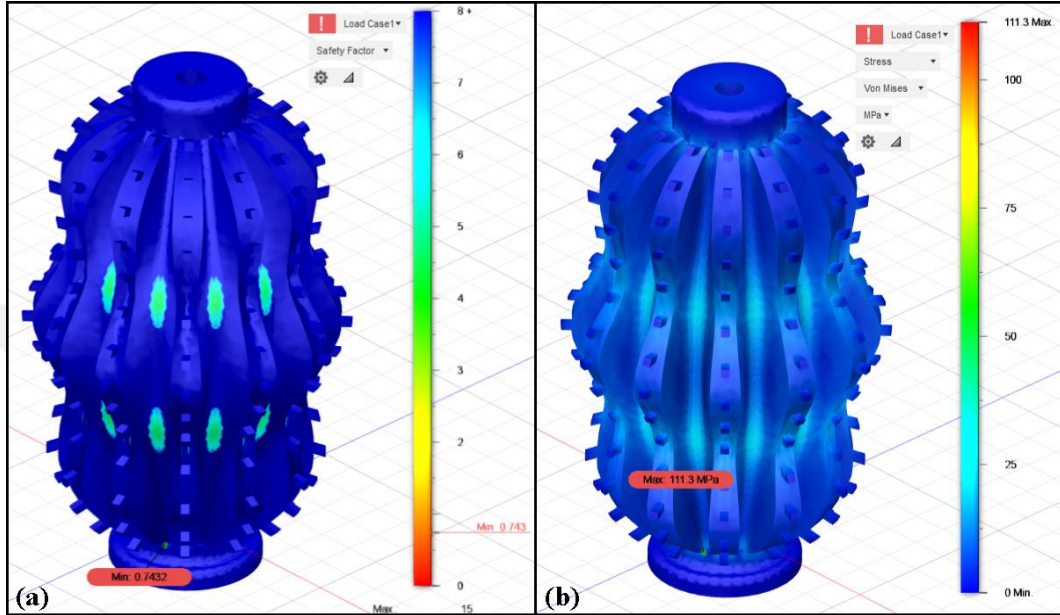 ! Load Case1
Safety Factor
8 +
7
6
5
4
3
2
Min 0.743
0
Min: 0.7432
Max. 15
(a)
! Load Case1
Stress
Von Mises
MPa
111.3 Max.
100
75
50
25
0 Min.
Max: 111.3 MPa
(b)